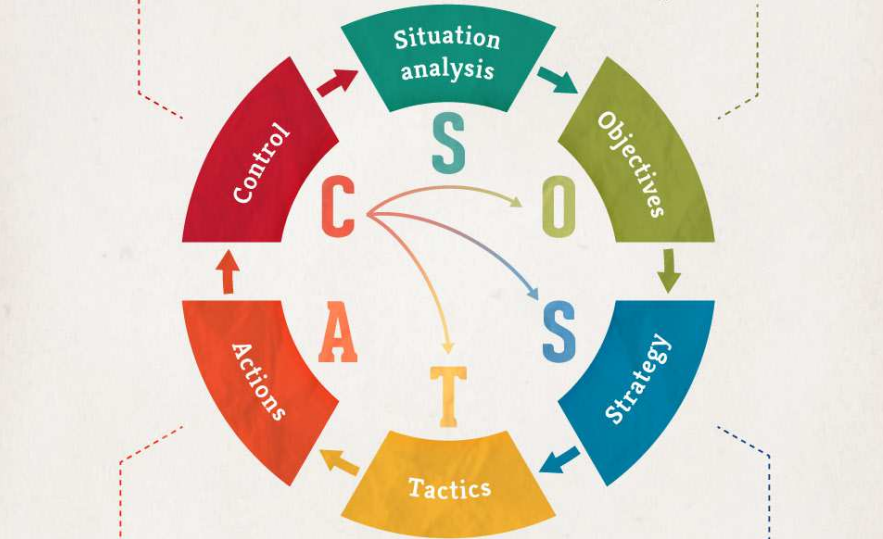 Situation
analysis
Objectives
Strategy
Tactics
Actions
Control
S
O
S
T
A
C